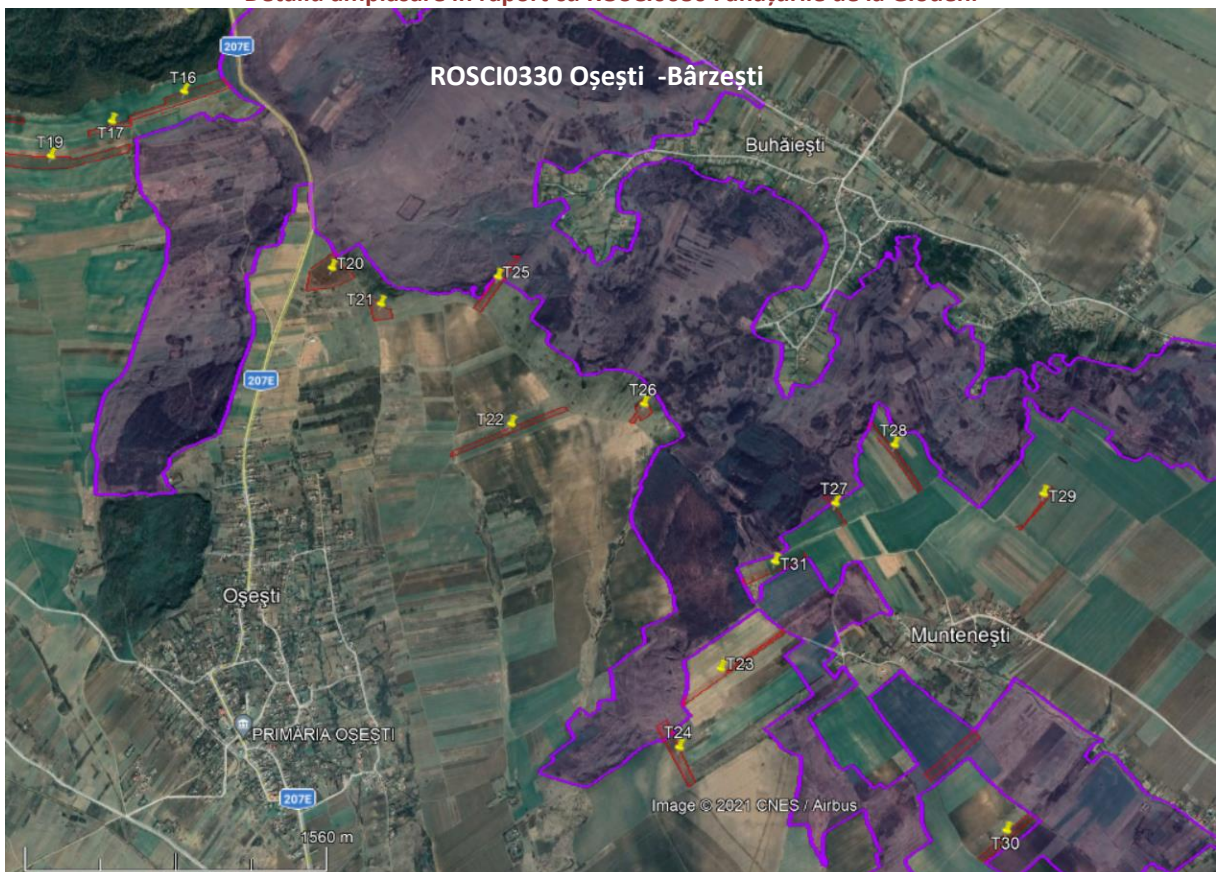 207E
ROSCI0330 Oșești -Bârzești
T16
Buhăiești
T17
T19
T20
T25
T21
207E
T26
T22
T28
T29
T27
T31
Oșești
Muntenești
T23
PRIMĂRIA OȘEȘTI
T24
207E
Image © 2021 CNES / Airbus
1560 m
T30